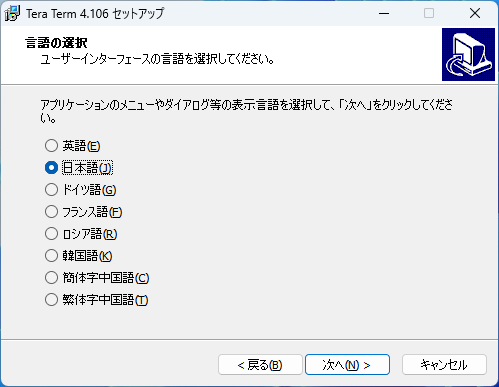 Tera Term 4.106 セットアップ
言語の選択
ユーザーインターフェースの言語を選択してください。
アプリケーションのメニューやダイアログ等の表示言語を選択して、「次へ」をクリックしてくださ
い。
英語(E)
日本語(J)
ドイツ語(G)
フランス語(F)
ロシア語(R)
韓国語(K)
簡体字中国語(C)
繁体字中国語(T)
< 戻る(B)
次へ(N) >
キャンセル